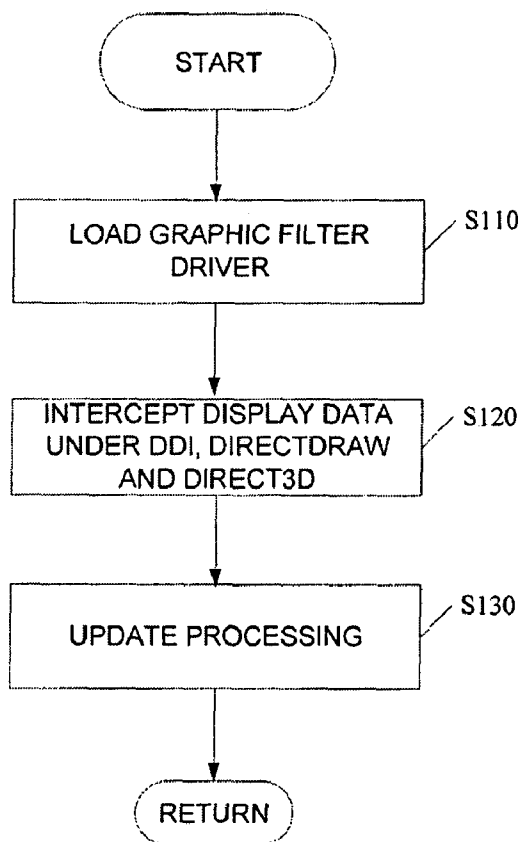 START
LOAD GRAPHIC FILTER
DRIVER
S110
INTERCEPT DISPLAY DATA
UNDER DDI, DIRECTDRAW
AND DIRECT3D
S120
UPDATE PROCESSING
S130
RETURN